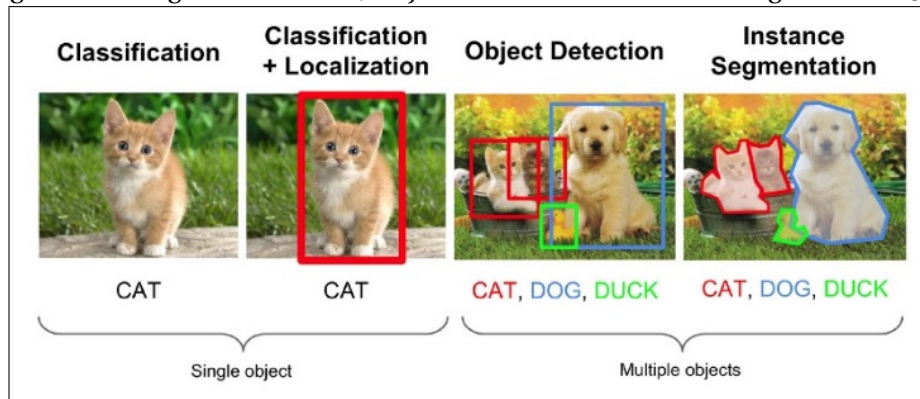 Classification
Classification
+ Localization
Object Detection
Instance
Segmentation
CAT
CAT
CAT, DOG, DUCK
CAT, DOG, DUCK
Single object
Multiple objects